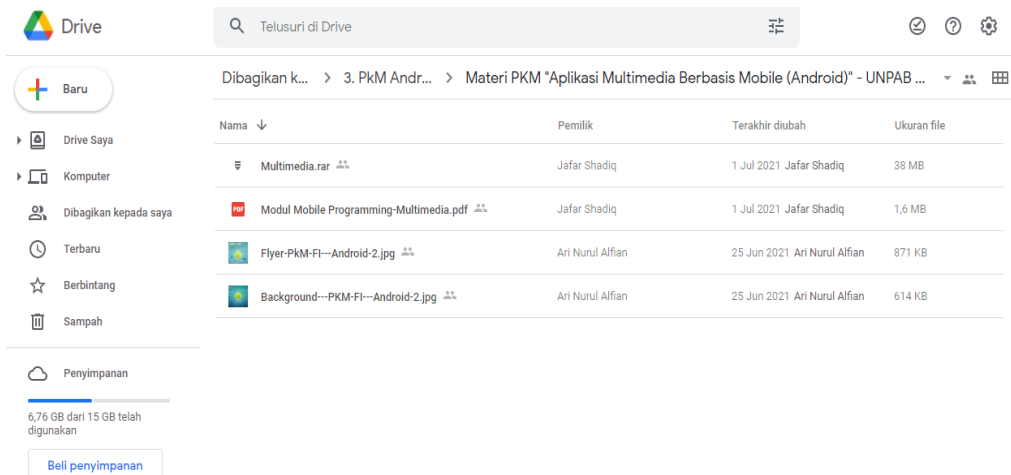 Drive
Telusuri di Drive
Baru
Dibagikan k... > 3. PkM Andr... > Materi PKM "Aplikasi Multimedia Berbasis Mobile (Android)" - UNPAB ...
Drive Saya
Komputer
Dibagikan kepada saya
Terbaru
Berbintang
Sampah
Penyimpanan
6,76 GB dari 15 GB telah
digunakan
Beli penyimpanan
Nama Pemilik Terakhir diubah Ukuran file
Multimedia.rar Jafar Shadiq 1 Jul 2021 Jafar Shadiq 38 MB
PDF Modul Mobile Programming-Multimedia.pdf Jafar Shadiq 1 Jul 2021 Jafar Shadiq 1,6 MB
Flyer-PkM-FI---Android-2.jpg Ari Nurul Alfian 25 Jun 2021 Ari Nurul Alfian 871 KB
Background---PKM-FI---Android-2.jpg Ari Nurul Alfian 25 Jun 2021 Ari Nurul Alfian 614 KB